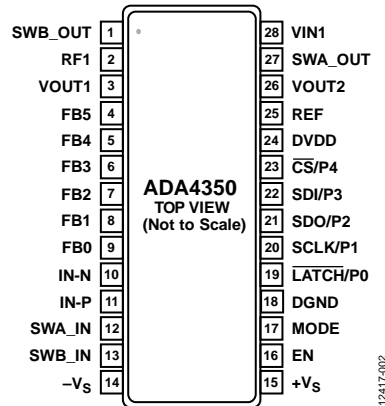 SWB_OUT 1
RF1 2
VOUT1 3
FB5 4
FB4 5
FB3 6
FB2 7
FB1 8
FB0 9
IN-N 10
IN-P 11
SWA_IN 12
SWB_IN 13
–VS 14
ADA4350
TOP VIEW
(Not to Scale)
28 VIN1
27 SWA_OUT
26 VOUT2
25 REF
24 DVDD
23 CS/P4
22 SDI/P3
21 SDO/P2
20 SCLK/P1
19 LATCH/P0
18 DGND
17 MODE
16 EN
15 +VS
12417-002